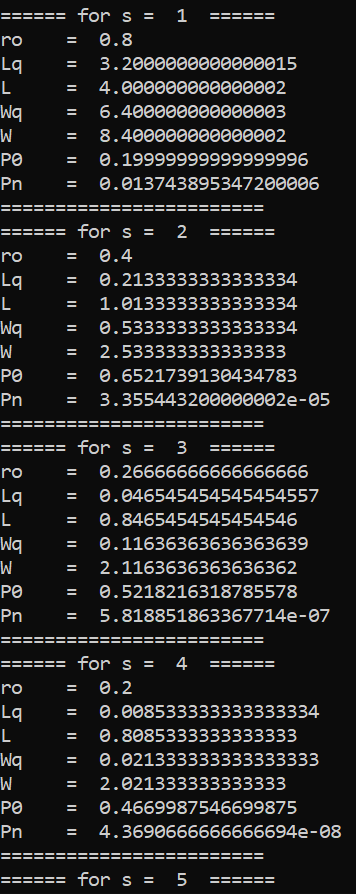 ====== for s =  1  ======
ro    =  0.8
Lq    =  3.2000000000000015
L     =  4.000000000000002
Wq    =  6.400000000000003
W     =  8.400000000000002
P0    =  0.19999999999999996
Pn    =  0.013743895347200006
========================
====== for s =  2  ======
ro    =  0.4
Lq    =  0.2133333333333334
L     =  1.0133333333333334
Wq    =  0.5333333333333334
W     =  2.533333333333333
P0    =  0.6521739130434783
Pn    =  3.355443200000002e-05
========================
====== for s =  3  ======
ro    =  0.26666666666666666
Lq    =  0.046545454545454557
L     =  0.8465454545454546
Wq    =  0.11636363636363639
W     =  2.1163636363636362
P0    =  0.5218216318785578
Pn    =  5.818851863367714e-07
========================
====== for s =  4  ======
ro    =  0.2
Lq    =  0.008533333333333334
L     =  0.8085333333333333
Wq    =  0.021333333333333333
W     =  2.021333333333333
P0    =  0.4669987546699875
Pn    =  4.3690666666666694e-08
========================
====== for s =  5  ======